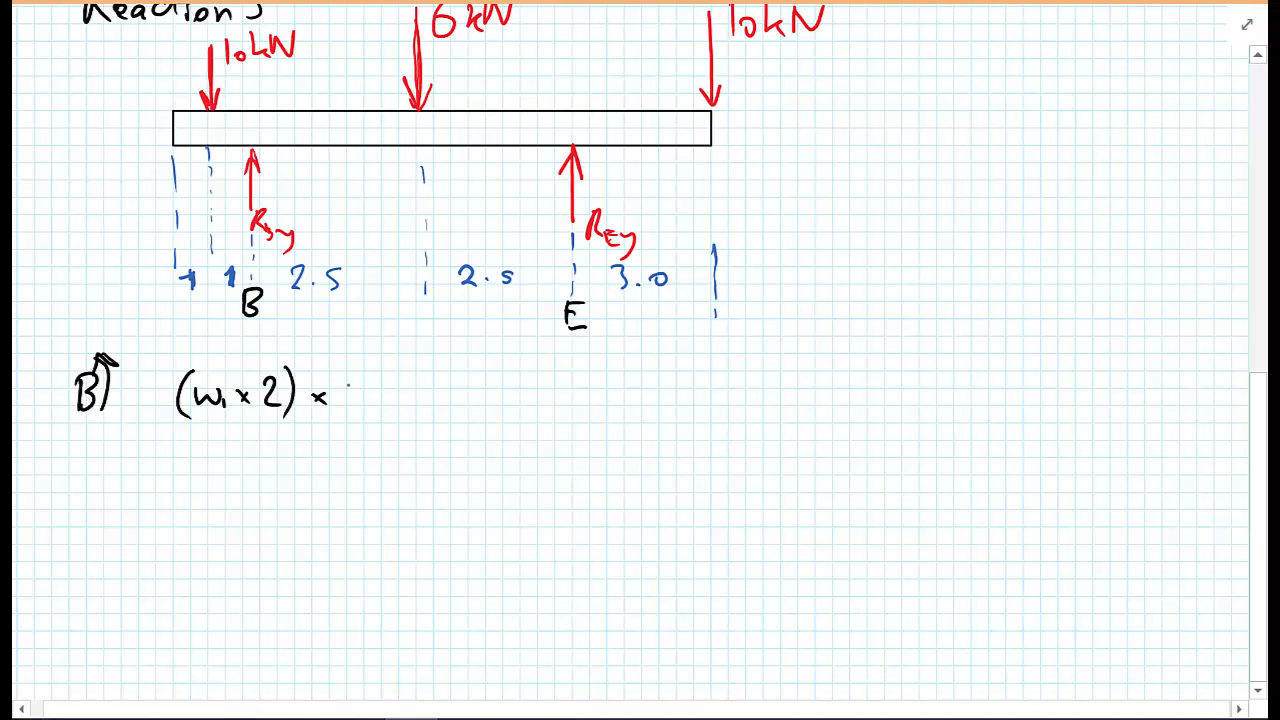 Reactions
6kN
10kN
10kN
RBy
REy
1 1 2.5 2.5 3.0
B E
B) (w1 × 2) ×